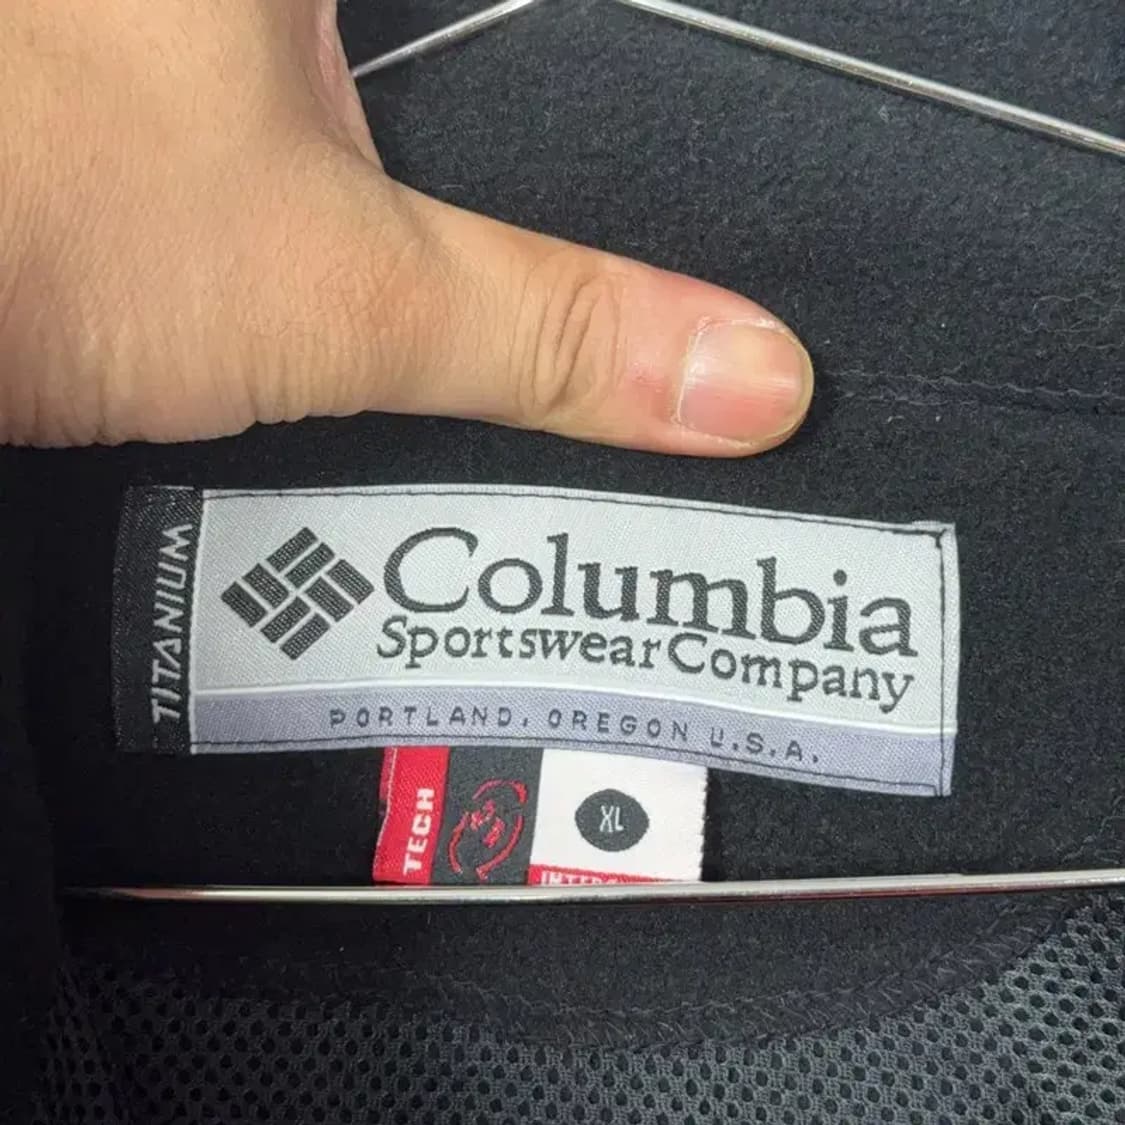 TITANIUM
Columbia
Sportswear Company
PORTLAND, OREGON U.S.A.
TECH
XL